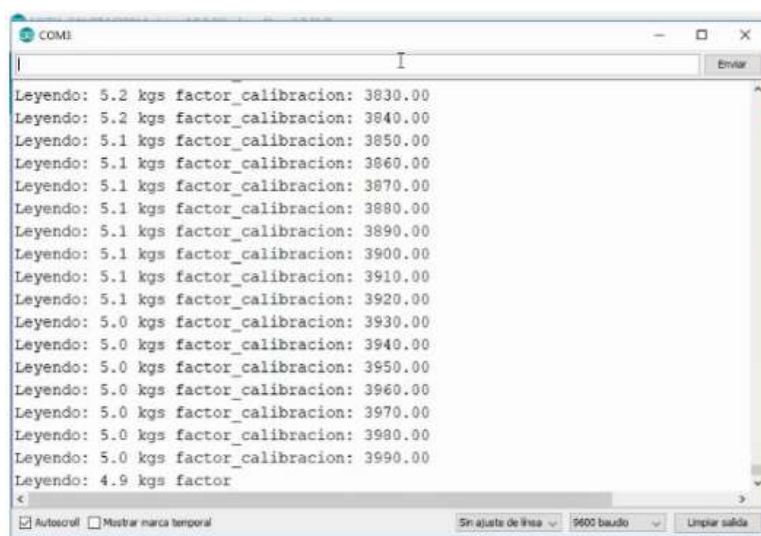 COM3
Enviar
Leyendo: 5.2 kgs factor_calibracion: 3830.00
Leyendo: 5.2 kgs factor_calibracion: 3840.00
Leyendo: 5.1 kgs factor_calibracion: 3850.00
Leyendo: 5.1 kgs factor_calibracion: 3860.00
Leyendo: 5.1 kgs factor_calibracion: 3870.00
Leyendo: 5.1 kgs factor_calibracion: 3880.00
Leyendo: 5.1 kgs factor_calibracion: 3890.00
Leyendo: 5.1 kgs factor_calibracion: 3900.00
Leyendo: 5.1 kgs factor_calibracion: 3910.00
Leyendo: 5.1 kgs factor_calibracion: 3920.00
Leyendo: 5.0 kgs factor_calibracion: 3930.00
Leyendo: 5.0 kgs factor_calibracion: 3940.00
Leyendo: 5.0 kgs factor_calibracion: 3950.00
Leyendo: 5.0 kgs factor_calibracion: 3960.00
Leyendo: 5.0 kgs factor_calibracion: 3970.00
Leyendo: 5.0 kgs factor_calibracion: 3980.00
Leyendo: 5.0 kgs factor_calibracion: 3990.00
Leyendo: 4.9 kgs factor
Autoscroll Mostrar marca temporal Sin ajuste de línea 9600 baudio Limpiar salida